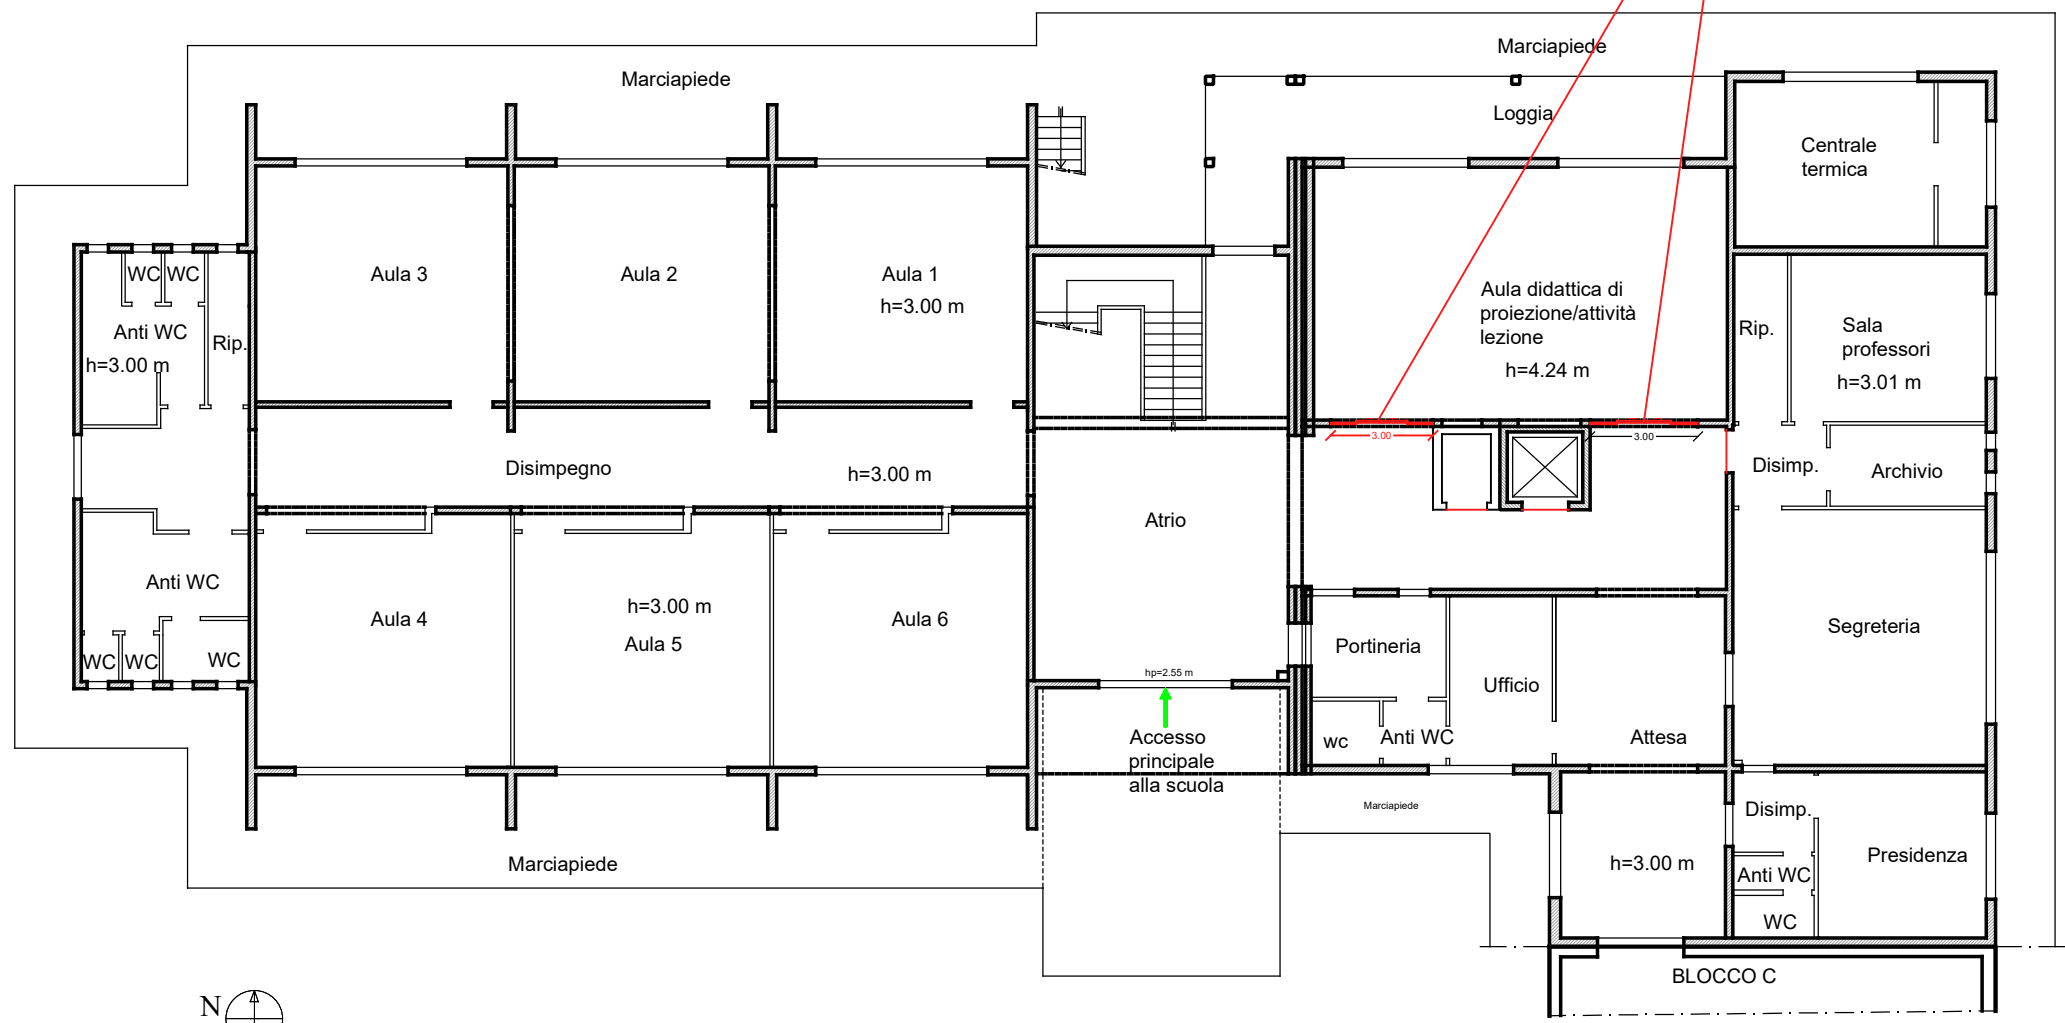 Marciapiede
Marciapiede
Loggia
Centrale
termica
Aula 3
Aula 2
Aula 1
h=3.00 m
WC
WC
Anti WC
h=3.00 m
Rip.
Aula didattica di
proiezione/attività
lezione
h=4.24 m
Rip.
Sala
professori
h=3.01 m
3.00
3.00
Disimpegno
h=3.00 m
Disimp.
Archivio
Atrio
Anti WC
Aula 4
h=3.00 m
Aula 5
Aula 6
WC
WC
WC
Portineria
Ufficio
Segreteria
hp=2.55 m
Accesso
principale
alla scuola
wc
Anti WC
Attesa
Marciapiede
Disimp.
Marciapiede
h=3.00 m
Anti WC
Presidenza
WC
BLOCCO C
N